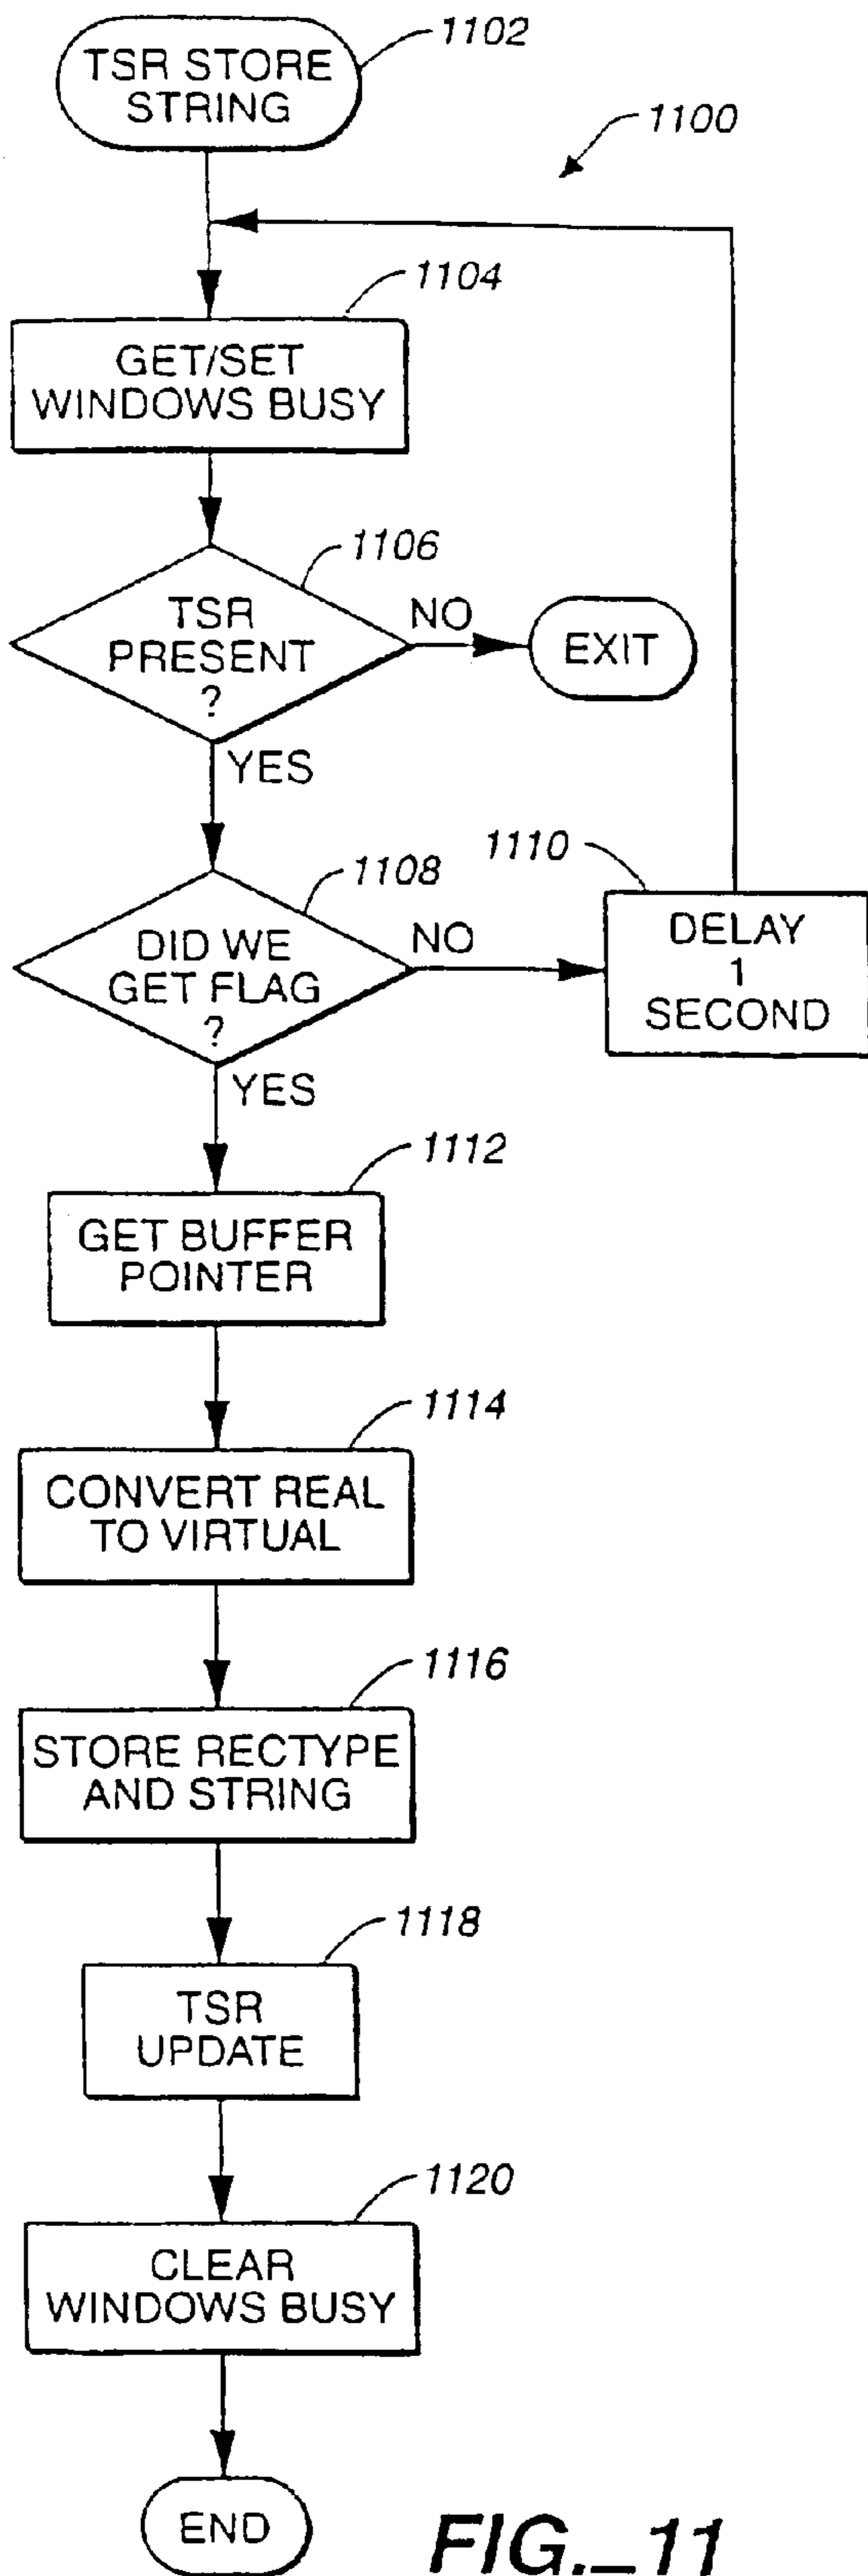 1102
TSR STORE
STRING
1100
1104
GET/SET
WINDOWS BUSY
1106
TSR
PRESENT
?
NO
EXIT
YES
1108
DID WE
GET FLAG
?
NO
1110
DELAY
1
SECOND
YES
1112
GET BUFFER
POINTER
1114
CONVERT REAL
TO VIRTUAL
1116
STORE RECTYPE
AND STRING
1118
TSR
UPDATE
1120
CLEAR
WINDOWS BUSY
END
FIG._11